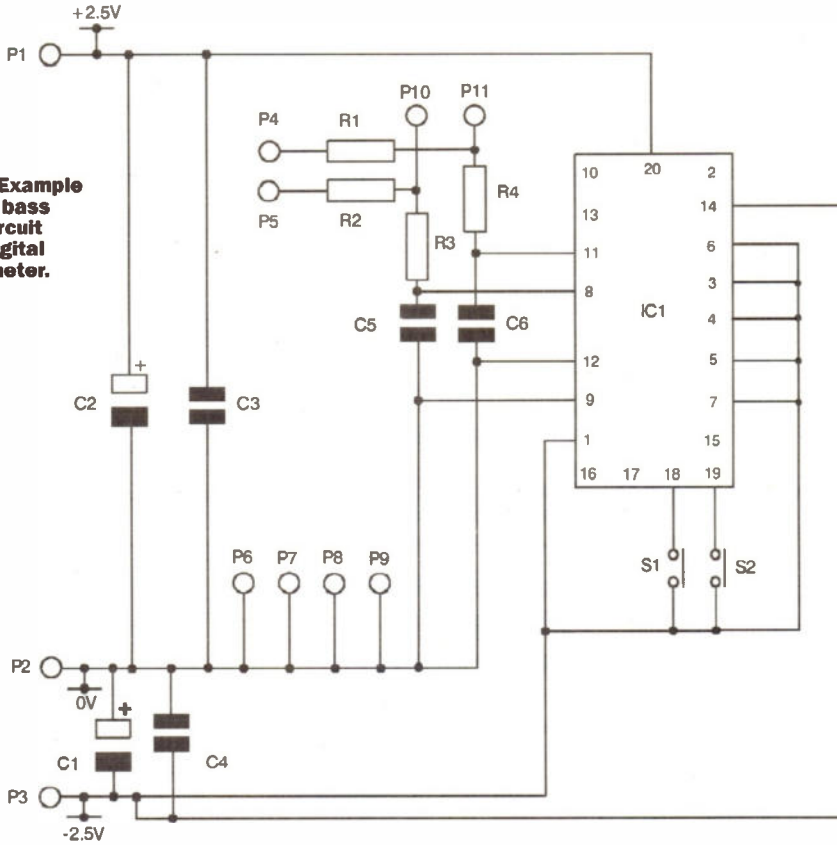 +2.5V
P1
P10 P11
P4 R1
P5 R2
R4
R3
Example
bass
rcuit
gital
neter.
10 20 2
13 14
11 6
8 3
IC1
4
12 5
9 7
1 15
16 17 18 19
C5 C6
+
C2 C3
S1 S2
P6 P7 P8 P9
P2
0V
+
C1 C4
P3
-2.5V